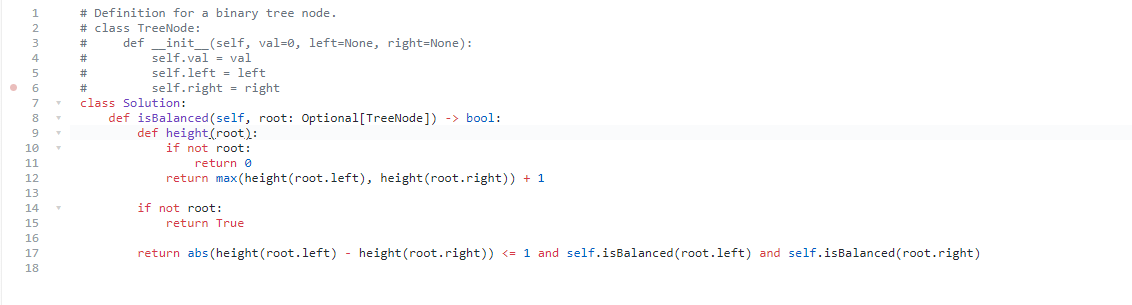 1 # Definition for a binary tree node.
2 # class TreeNode:
3 #     def __init__(self, val=0, left=None, right=None):
4 #         self.val = val
5 #         self.left = left
6 #         self.right = right
7 class Solution:
8     def isBalanced(self, root: Optional[TreeNode]) -> bool:
9         def height(root):
10             if not root:
11                 return 0
12             return max(height(root.left), height(root.right)) + 1
13
14         if not root:
15             return True
16
17         return abs(height(root.left) - height(root.right)) <= 1 and self.isBalanced(root.left) and self.isBalanced(root.right)
18